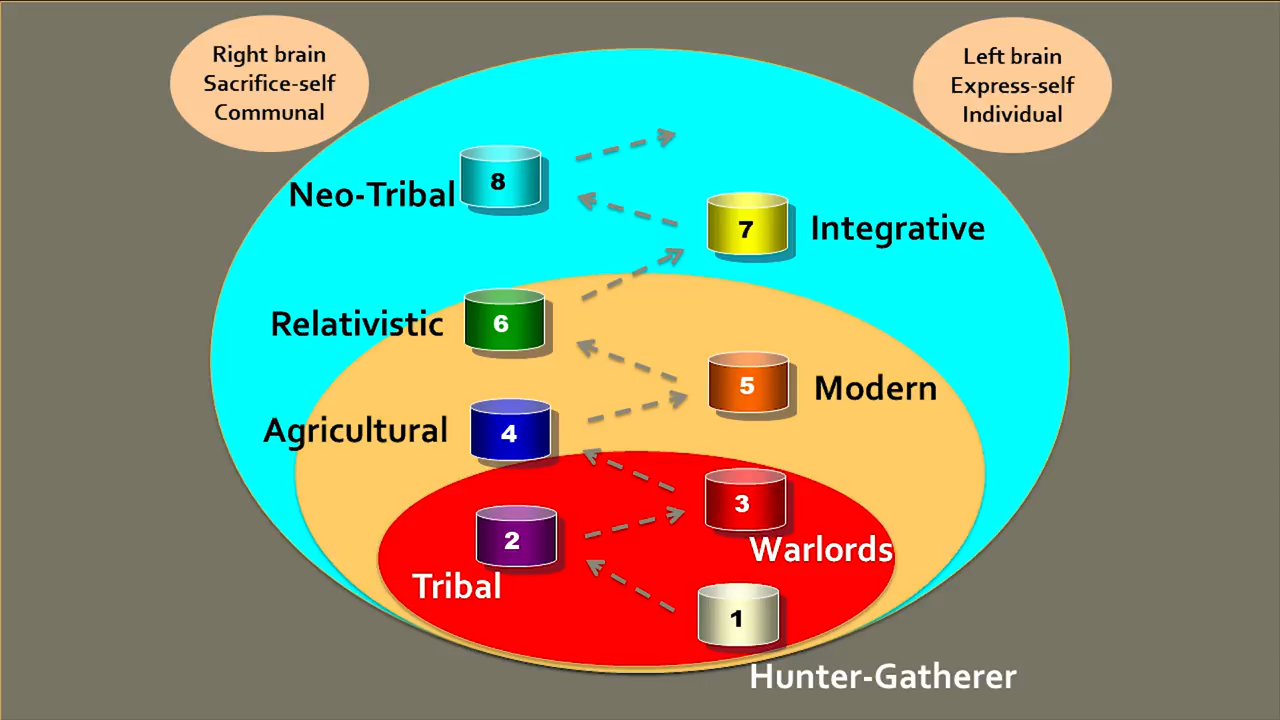 Right brain
Sacrifice-self
Communal
Left brain
Express-self
Individual
8
Neo-Tribal
7
Integrative
6
Relativistic
5
Modern
4
Agricultural
3
Warlords
2
Tribal
1
Hunter-Gatherer